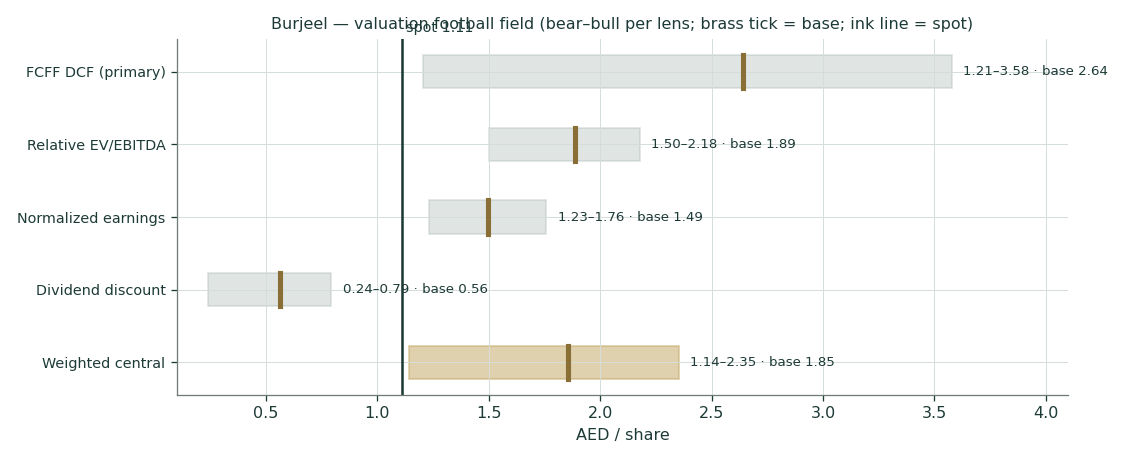 Burjeel — valuation football field (bear–bull per lens; brass tick = base; ink line = spot)
spot 1.11
FCFF DCF (primary)
1.21–3.58 · base 2.64
Relative EV/EBITDA
1.50–2.18 · base 1.89
Normalized earnings
1.23–1.76 · base 1.49
Dividend discount
0.24–0.79 · base 0.56
Weighted central
1.14–2.35 · base 1.85
0.5 1.0 1.5 2.0 2.5 3.0 3.5 4.0
AED / share